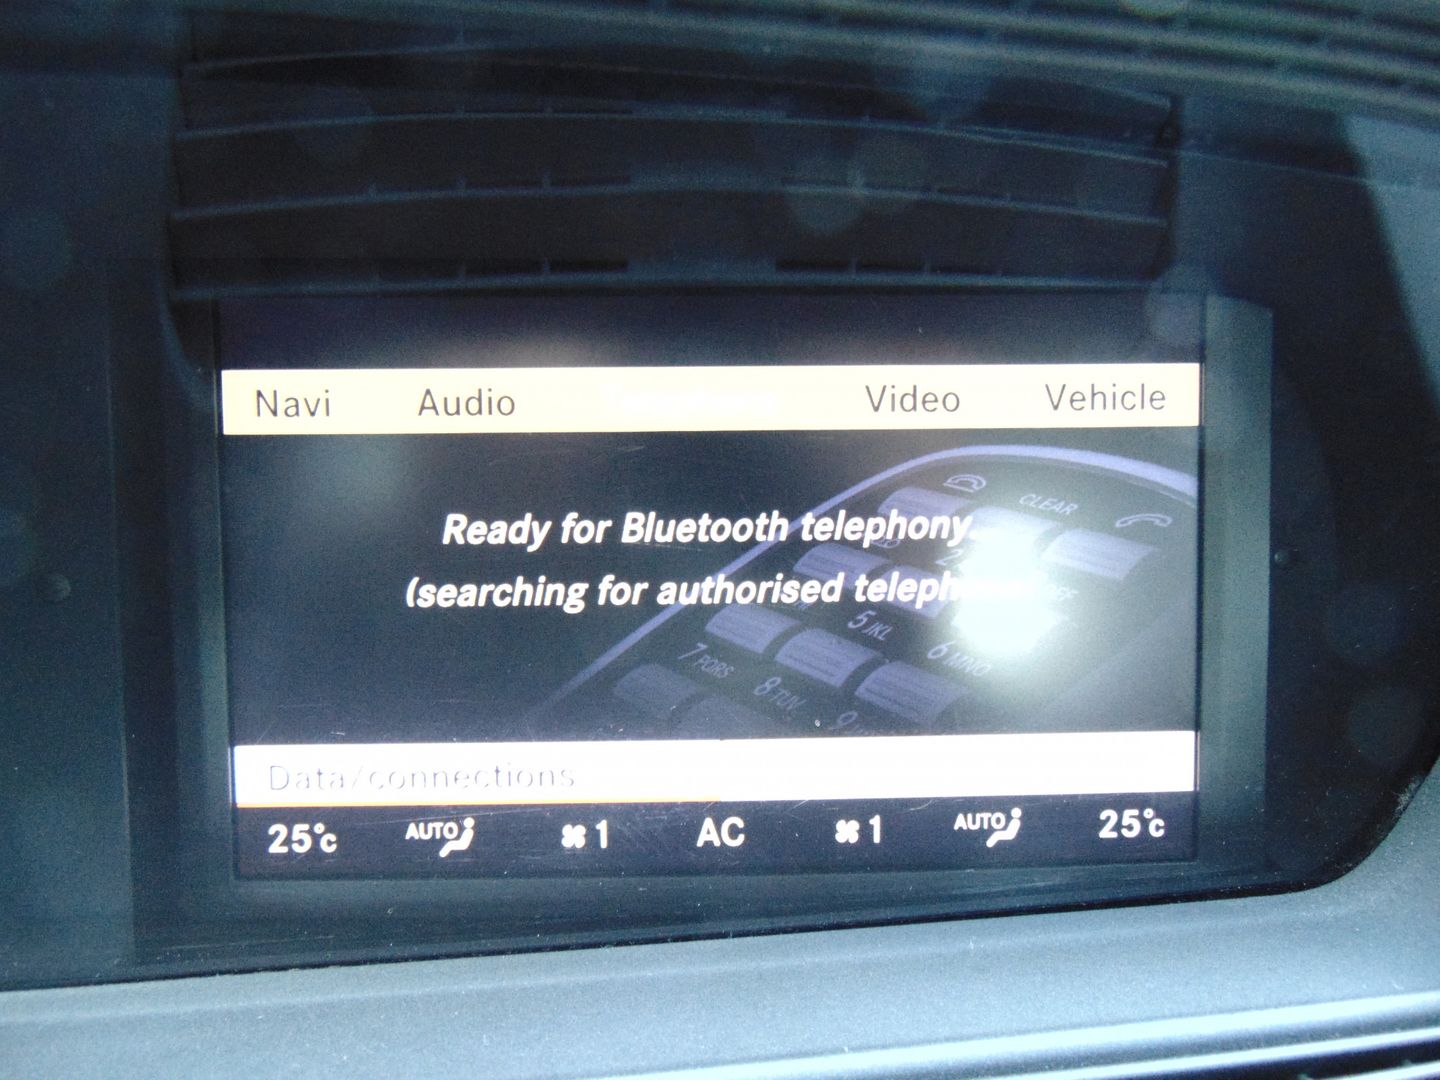 Navi Audio Video Vehicle
CLEAR
Ready for Bluetooth telephony.
(searching for authorised
5 JKL
6 MNO
7 PQRS
8 TUV
9
Data/connections
25°C AUTO 1 AC 1 AUTO 25°C